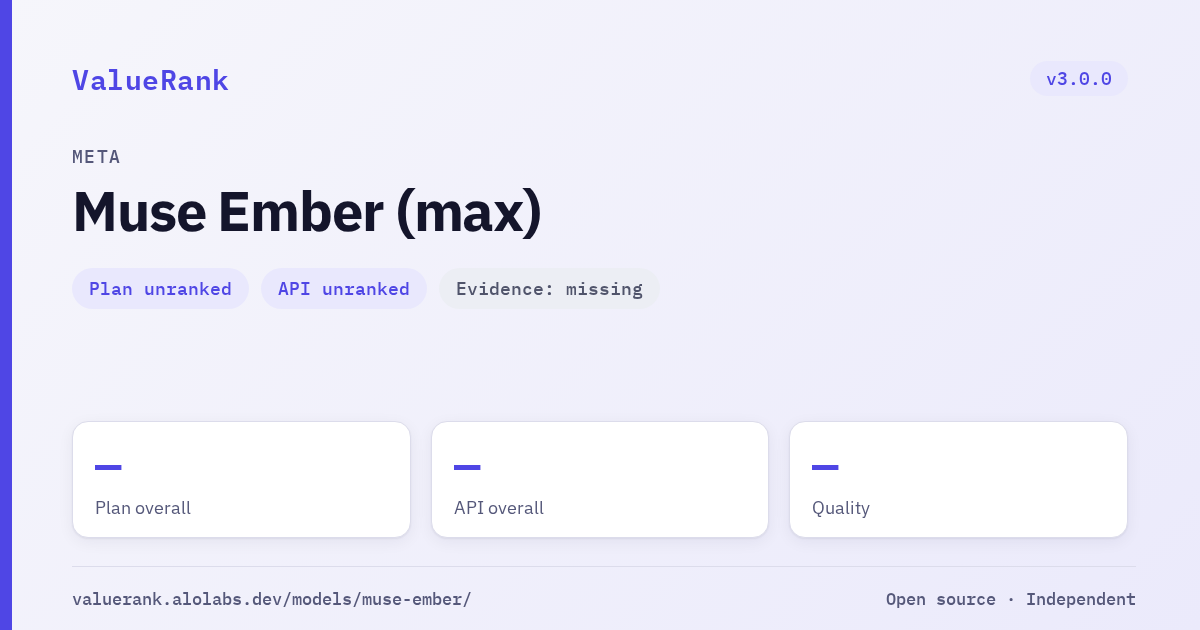 ValueRank
v3.0.0
META
Muse Ember (max)
Plan unranked
API unranked
Evidence: missing
—
Plan overall
—
API overall
—
Quality
valuerank.alolabs.dev/models/muse-ember/
Open source · Independent